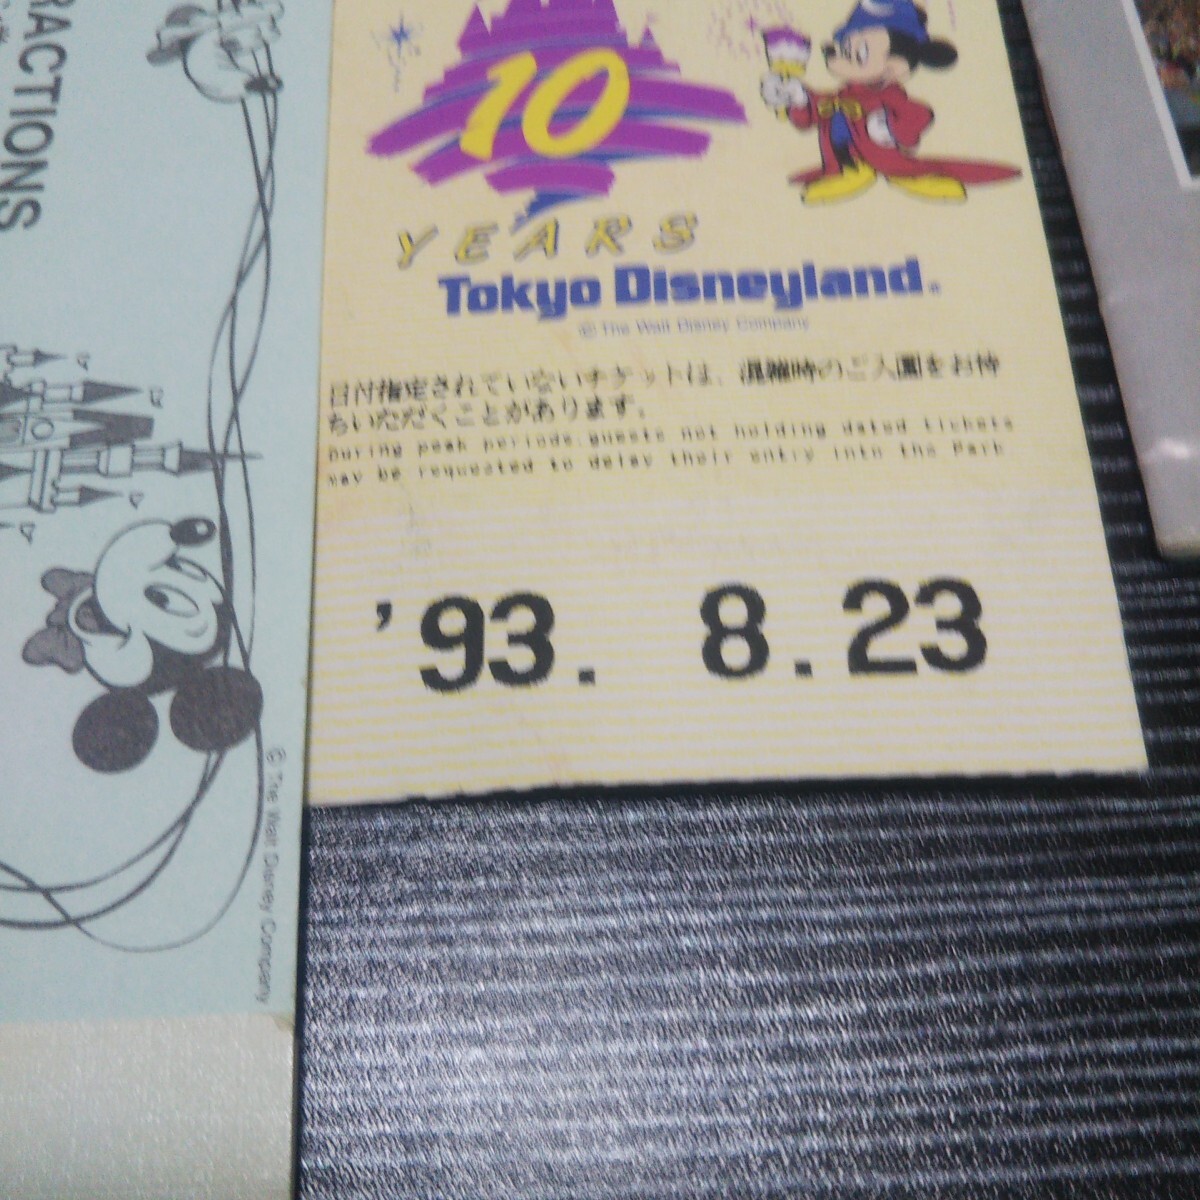 RACTIONS
© The Walt Disney Company
10
YEARS
Tokyo Disneyland®
© The Walt Disney Company
日付指定されていないチケットは、混雑時のご入園をお待
ちいただくことがあります。
During peak periods, guests not holding dated tickets
may be requested to delay their entry into the Park
'93. 8.23